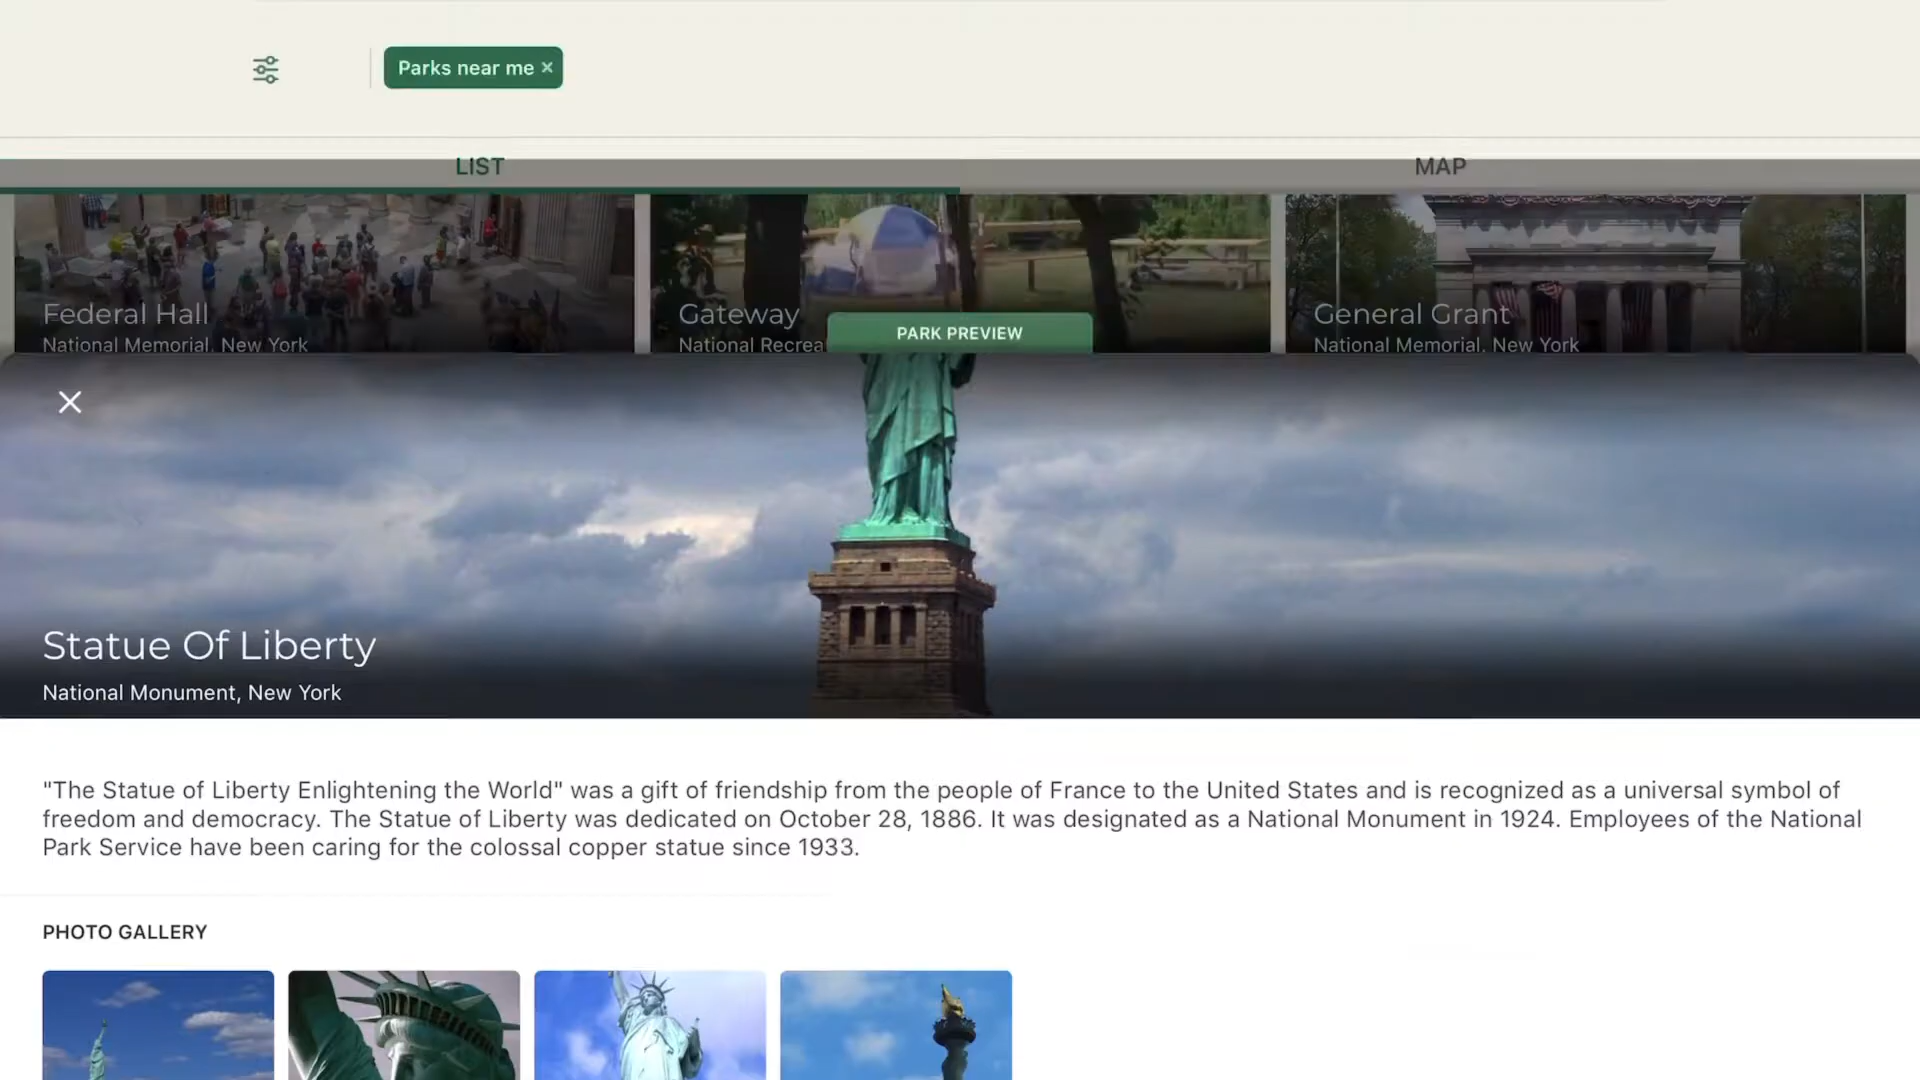 Parks near me ×
LIST
MAP
Federal Hall
National Memorial, New York
Gateway
National Recrea
General Grant
National Memorial, New York
PARK PREVIEW
Statue Of Liberty
National Monument, New York
"The Statue of Liberty Enlightening the World" was a gift of friendship from the people of France to the United States and is recognized as a universal symbol of
freedom and democracy. The Statue of Liberty was dedicated on October 28, 1886. It was designated as a National Monument in 1924. Employees of the National
Park Service have been caring for the colossal copper statue since 1933.
PHOTO GALLERY